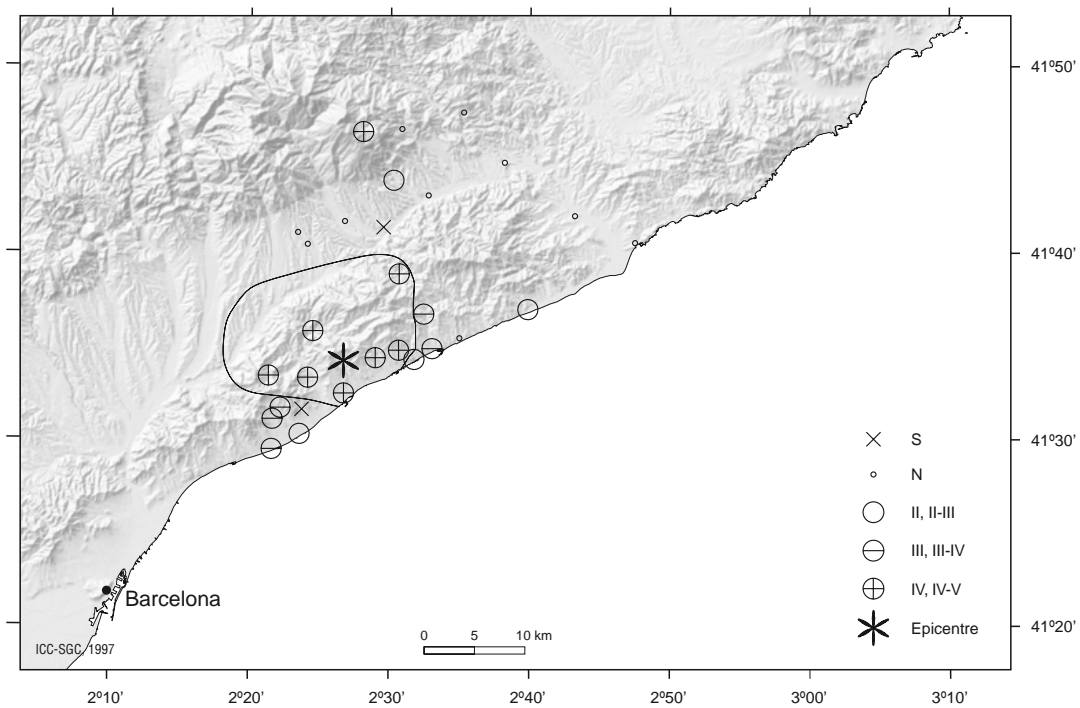 41º50'
41º40'
S
41º30'
N
II, II-III
III, III-IV
IV, IV-V
Barcelona
Epicentre
41º20'
0 5 10 km
ICC-SGC, 1997
2º10' 2º20' 2º30' 2º40' 2º50' 3º00' 3º10'